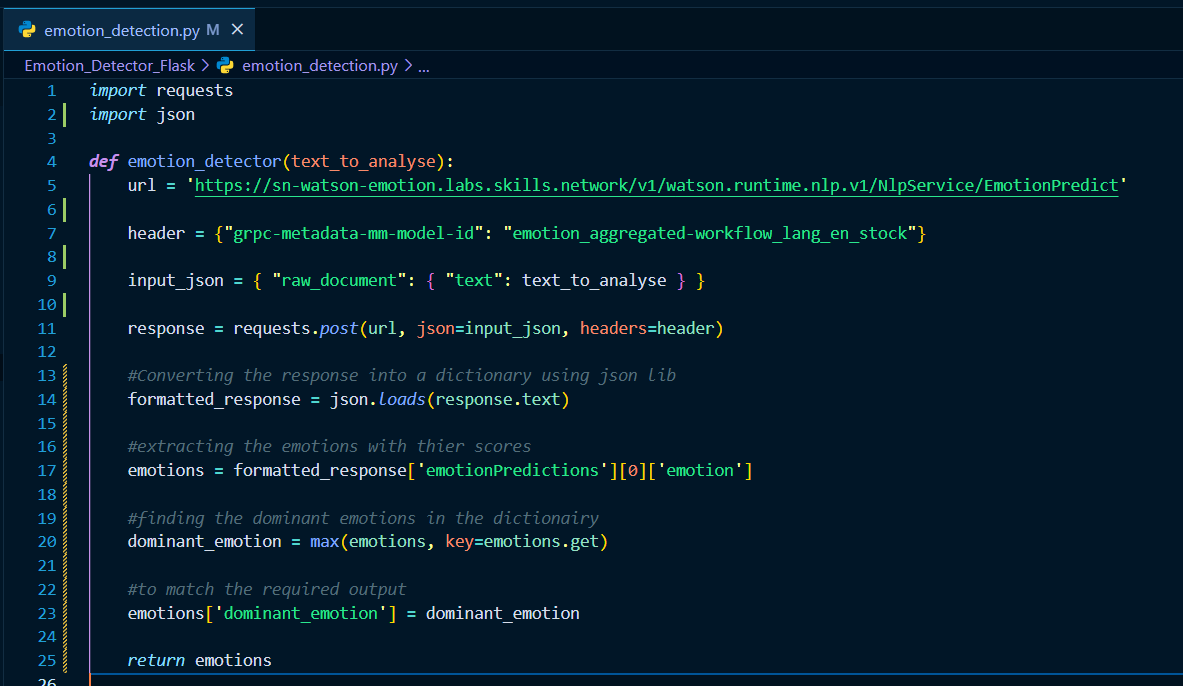 emotion_detection.py M ×
Emotion_Detector_Flask > emotion_detection.py > ...
1 import requests
2 import json
3
4 def emotion_detector(text_to_analyse):
5 url = 'https://sn-watson-emotion.labs.skills.network/v1/watson.runtime.nlp.v1/NlpService/EmotionPredict'
6
7 header = {"grpc-metadata-mm-model-id": "emotion_aggregated-workflow_lang_en_stock"}
8
9 input_json = { "raw_document": { "text": text_to_analyse } }
10
11 response = requests.post(url, json=input_json, headers=header)
12
13 #Converting the response into a dictionary using json lib
14 formatted_response = json.loads(response.text)
15
16 #extracting the emotions with thier scores
17 emotions = formatted_response['emotionPredictions'][0]['emotion']
18
19 #finding the dominant emotions in the dictionairy
20 dominant_emotion = max(emotions, key=emotions.get)
21
22 #to match the required output
23 emotions['dominant_emotion'] = dominant_emotion
24
25 return emotions
26